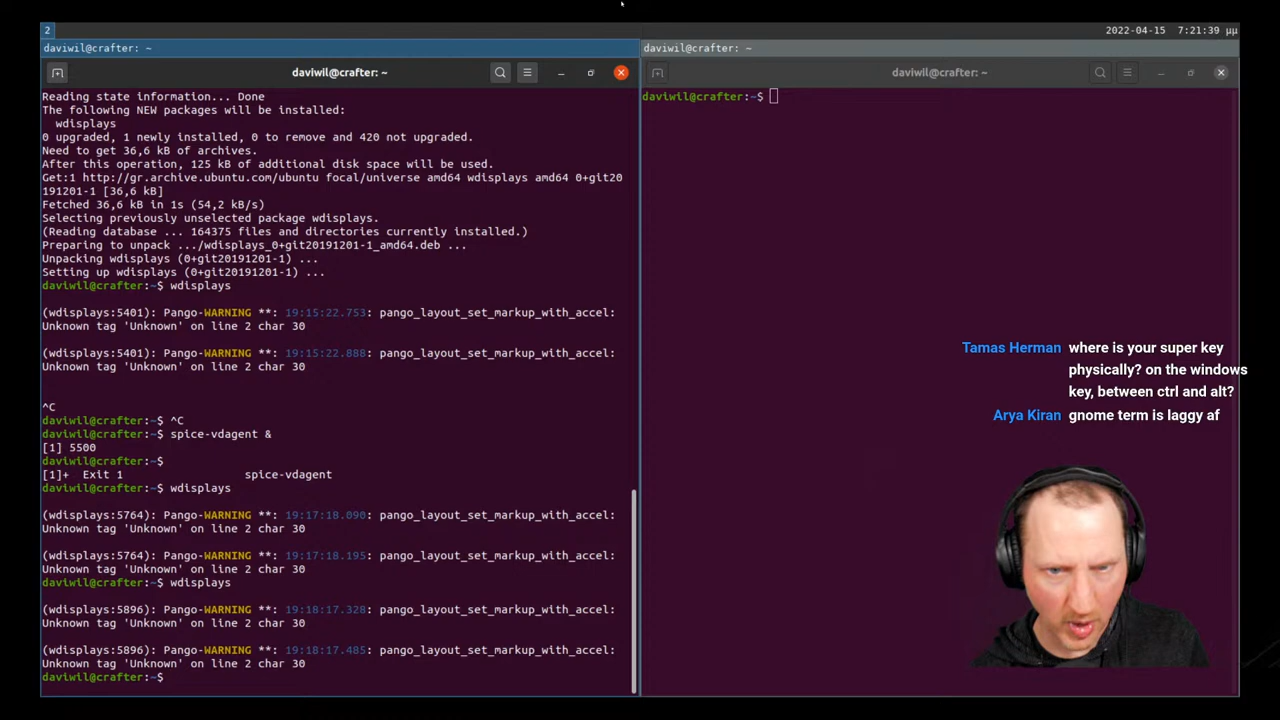 2
2022-04-15 7:21:39 μμ
daviwil@crafter: ~
daviwil@crafter: ~
daviwil@crafter: ~
daviwil@crafter: ~
Reading state information... Done
The following NEW packages will be installed:
  wdisplays
0 upgraded, 1 newly installed, 0 to remove and 420 not upgraded.
Need to get 36,6 kB of archives.
After this operation, 125 kB of additional disk space will be used.
Get:1 http://gr.archive.ubuntu.com/ubuntu focal/universe amd64 wdisplays amd64 0+git20
191201-1 [36,6 kB]
Fetched 36,6 kB in 1s (54,2 kB/s)
Selecting previously unselected package wdisplays.
(Reading database ... 164375 files and directories currently installed.)
Preparing to unpack .../wdisplays_0+git20191201-1_amd64.deb ...
Unpacking wdisplays (0+git20191201-1) ...
Setting up wdisplays (0+git20191201-1) ...
daviwil@crafter:~$ wdisplays
(wdisplays:5401): Pango-WARNING **: 19:15:22.753: pango_layout_set_markup_with_accel:
Unknown tag 'Unknown' on line 2 char 30
(wdisplays:5401): Pango-WARNING **: 19:15:22.888: pango_layout_set_markup_with_accel:
Unknown tag 'Unknown' on line 2 char 30
^C
daviwil@crafter:~$ ^C
daviwil@crafter:~$ spice-vdagent &
[1] 5500
daviwil@crafter:~$
[1]+  Exit 1                  spice-vdagent
daviwil@crafter:~$ wdisplays
(wdisplays:5764): Pango-WARNING **: 19:17:18.090: pango_layout_set_markup_with_accel:
Unknown tag 'Unknown' on line 2 char 30
(wdisplays:5764): Pango-WARNING **: 19:17:18.195: pango_layout_set_markup_with_accel:
Unknown tag 'Unknown' on line 2 char 30
daviwil@crafter:~$ wdisplays
(wdisplays:5896): Pango-WARNING **: 19:18:17.328: pango_layout_set_markup_with_accel:
Unknown tag 'Unknown' on line 2 char 30
(wdisplays:5896): Pango-WARNING **: 19:18:17.485: pango_layout_set_markup_with_accel:
Unknown tag 'Unknown' on line 2 char 30
daviwil@crafter:~$
daviwil@crafter:~$
Tamas Herman where is your super key
physically? on the windows
key, between ctrl and alt?
Arya Kiran gnome term is laggy af